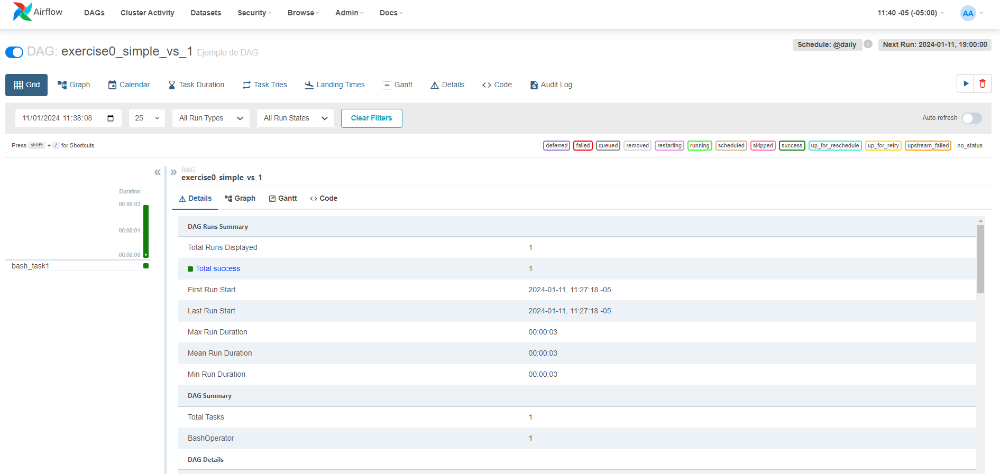 Airflow DAGs Cluster Activity Datasets Security Browse Admin Docs 11:40 -05 (-05:00) AA
DAG: exercise0_simple_vs_1 Ejemplo de DAG Schedule: @daily i Next Run: 2024-01-11, 19:00:00
Grid Graph Calendar Task Duration Task Tries Landing Times Gantt Details Code Audit Log
11/01/2024 11:38:08 25 All Run Types All Run States Clear Filters Auto-refresh
Press shift + / for Shortcuts deferred failed queued removed restarting running scheduled skipped success up_for_reschedule up_for_retry upstream_failed no_status
DAG
exercise0_simple_vs_1
Duration
00:00:03
00:00:01
00:00:00
bash_task1
Details Graph Gantt Code
DAG Runs Summary
Total Runs Displayed 1
Total success 1
First Run Start 2024-01-11, 11:27:18 -05
Last Run Start 2024-01-11, 11:27:18 -05
Max Run Duration 00:00:03
Mean Run Duration 00:00:03
Min Run Duration 00:00:03
DAG Summary
Total Tasks 1
BashOperator 1
DAG Details